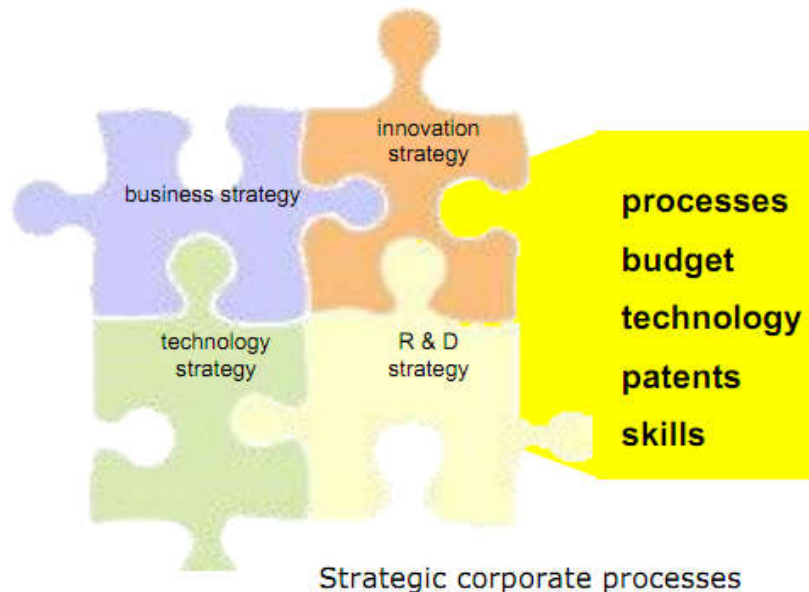 innovation
strategy
business strategy
technology
strategy
R & D
strategy
processes
budget
technology
patents
skills
Strategic corporate processes